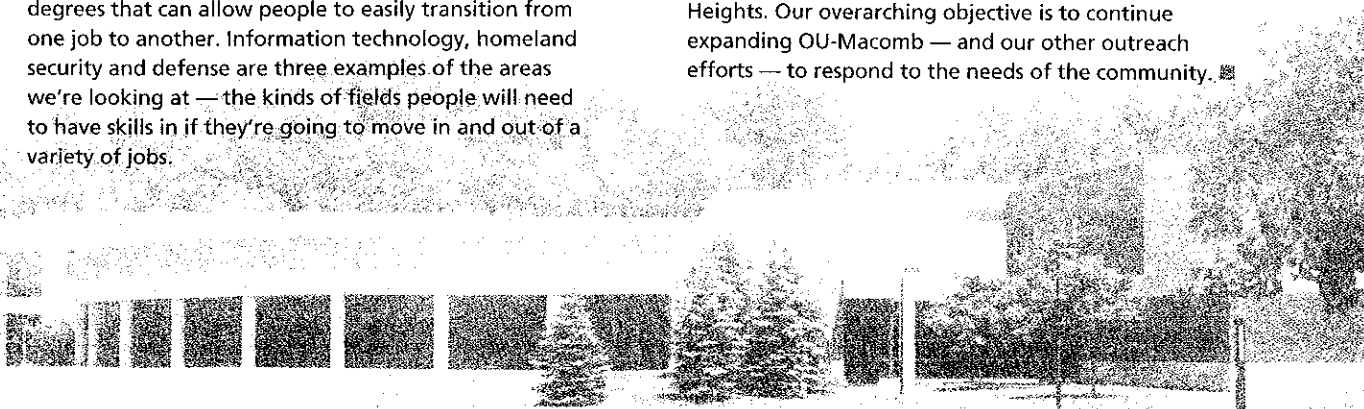 degrees that can allow people to easily transition from
one job to another. Information technology, homeland
security and defense are three examples of the areas
we're looking at — the kinds of fields people will need
to have skills in if they're going to move in and out of a
variety of jobs.
Heights. Our overarching objective is to continue
expanding OU-Macomb — and our other outreach
efforts — to respond to the needs of the community.